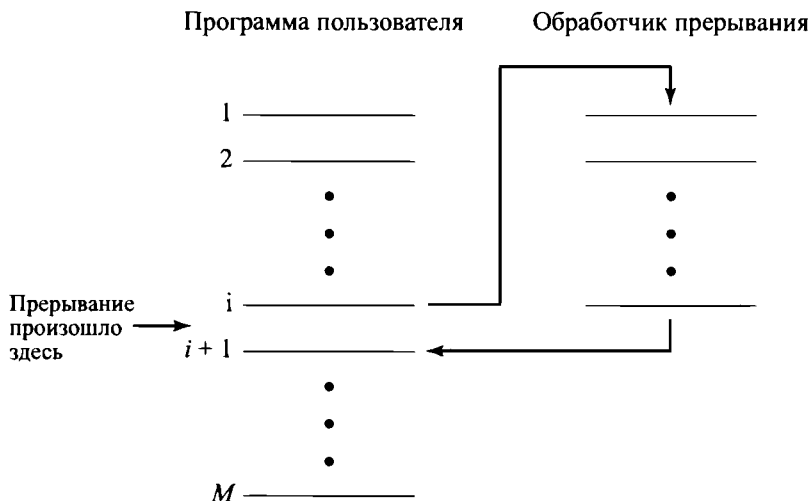 Программа пользователя
Обработчик прерывания
1
2
i
Прерывание
произошло
здесь
i + 1
M